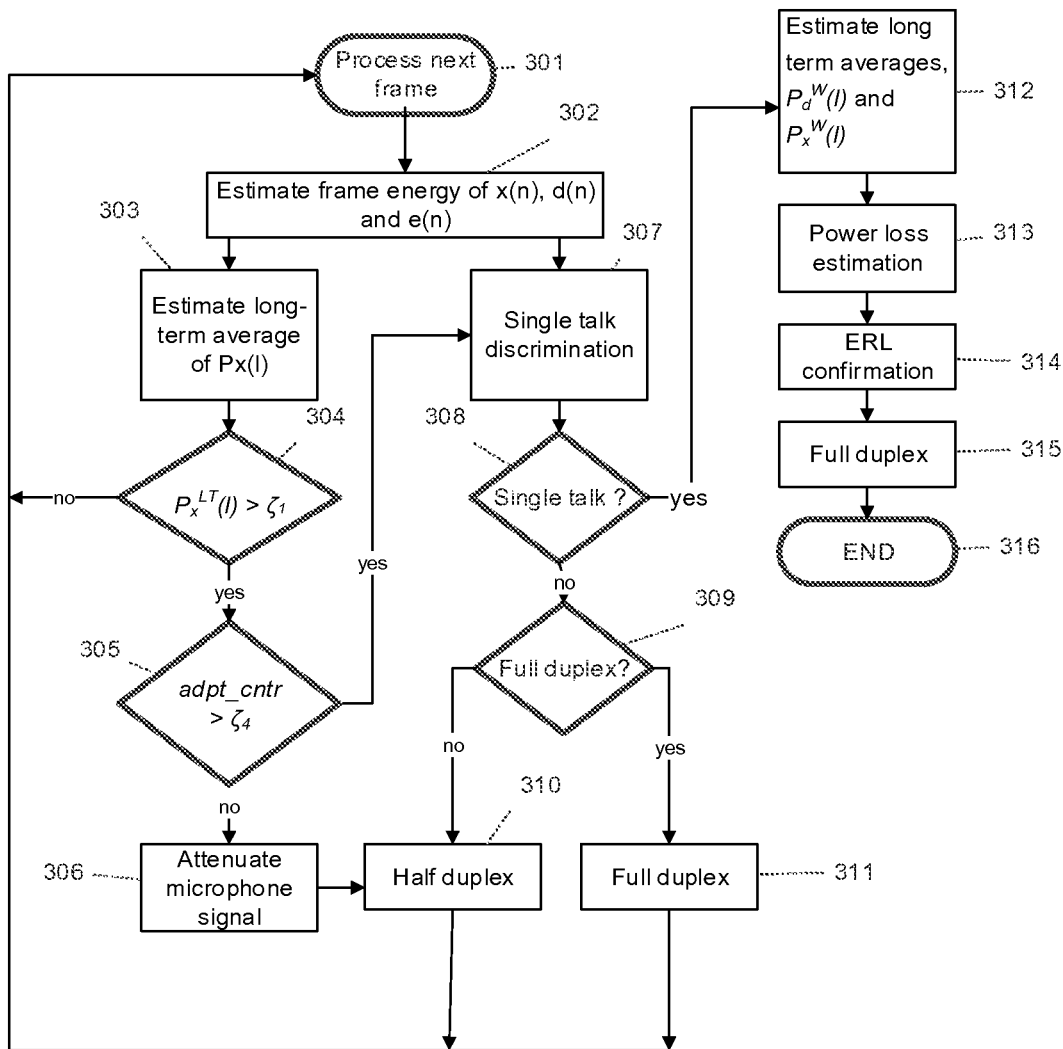 Process next
frame
301
302
Estimate frame energy of x(n), d(n)
and e(n)
303
Estimate long-
term average
of Px(l)
304
P_x^LT(l) > ζ_1
no
yes
305
adpt_cntr
> ζ_4
yes
no
306
Attenuate
microphone
signal
307
Single talk
discrimination
308
Single talk ?
yes
no
309
Full duplex?
no
yes
310
Half duplex
Full duplex
311
Estimate long
term averages,
P_d^W(l) and
P_x^W(l)
312
Power loss
estimation
313
ERL
confirmation
314
Full duplex
315
END
316